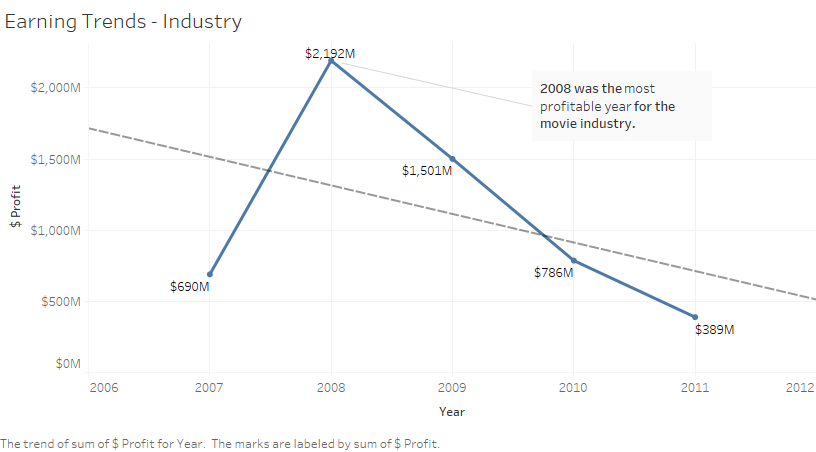 Earning Trends - Industry
$2,192M
$2,000M
2008 was the most
profitable year for the
movie industry.
$1,500M
$1,501M
$ Profit
$1,000M
$786M
$690M
$500M
$389M
$0M
2006 2007 2008 2009 2010 2011 2012
Year
The trend of sum of $ Profit for Year. The marks are labeled by sum of $ Profit.